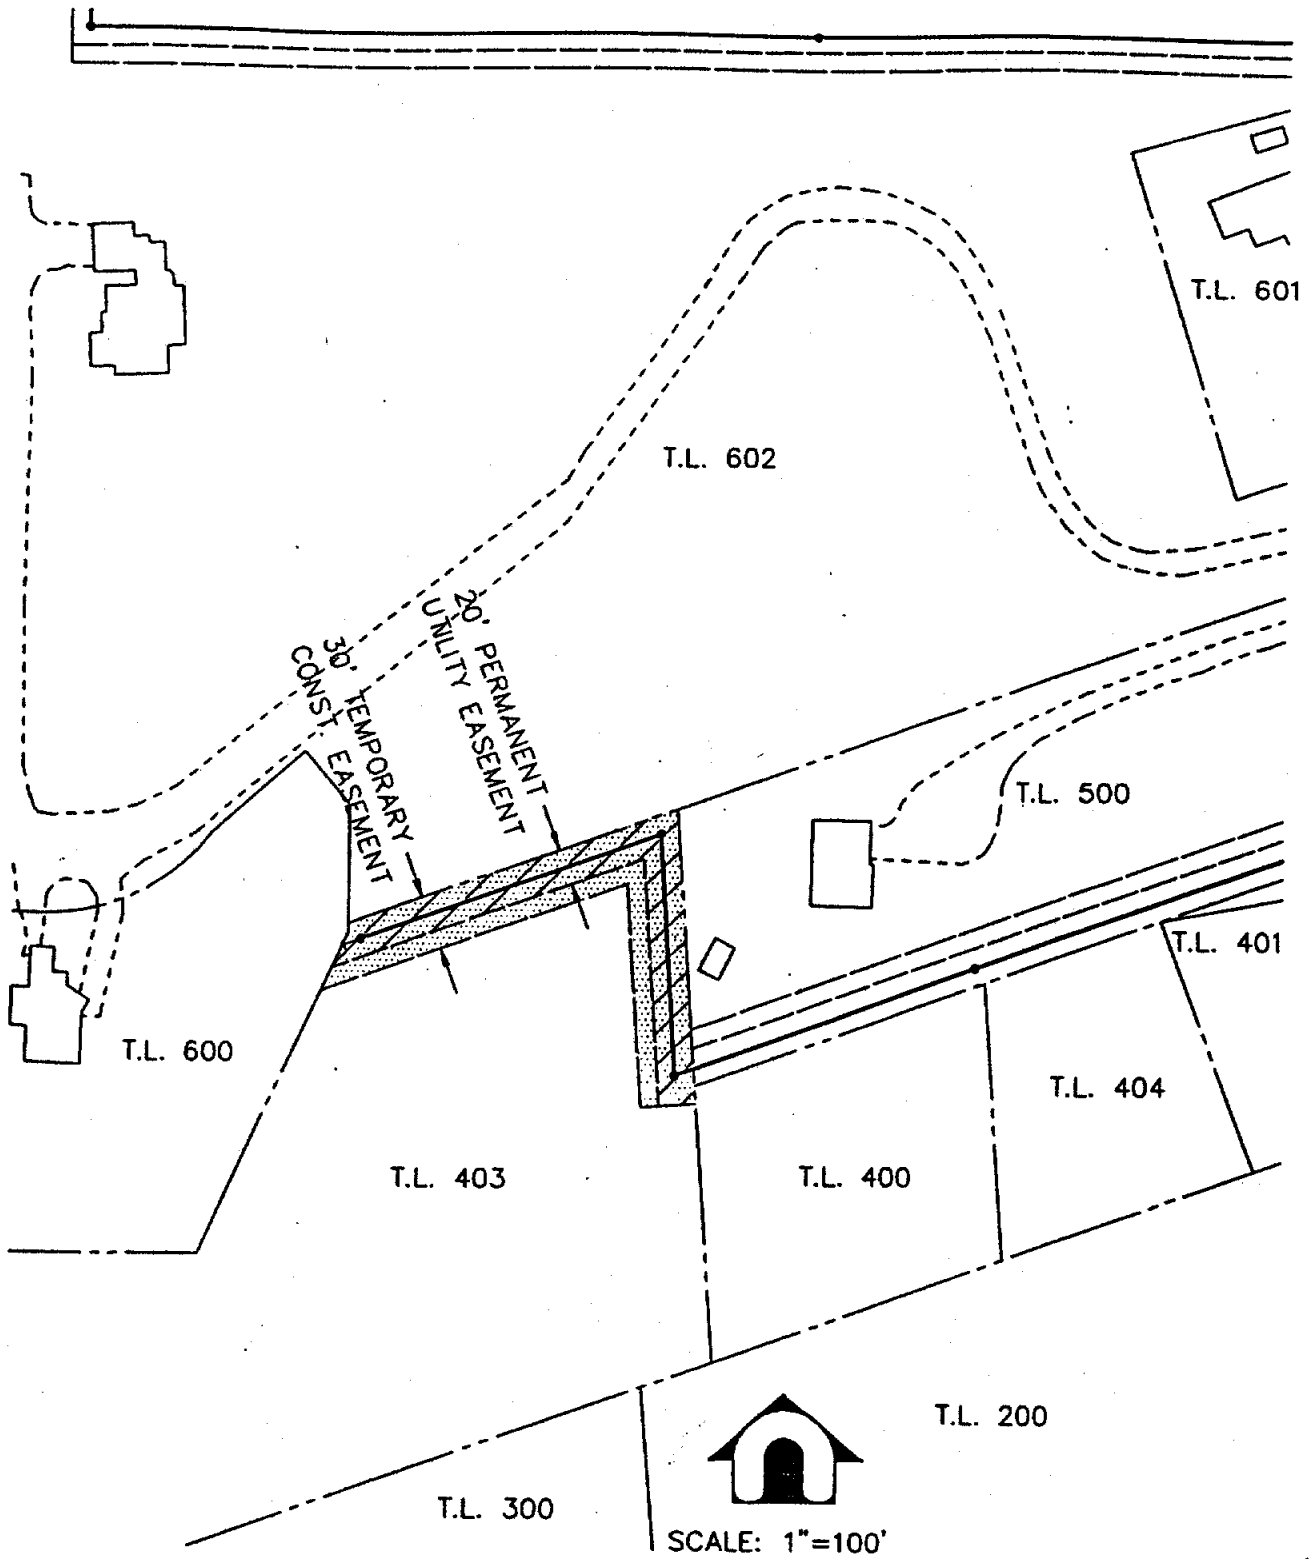 T.L. 601
T.L. 602
20' PERMANENT
UTILITY EASEMENT
30' TEMPORARY
CONST. EASEMENT
T.L. 500
T.L. 401
T.L. 600
T.L. 404
T.L. 403
T.L. 400
T.L. 200
T.L. 300
SCALE: 1"=100'